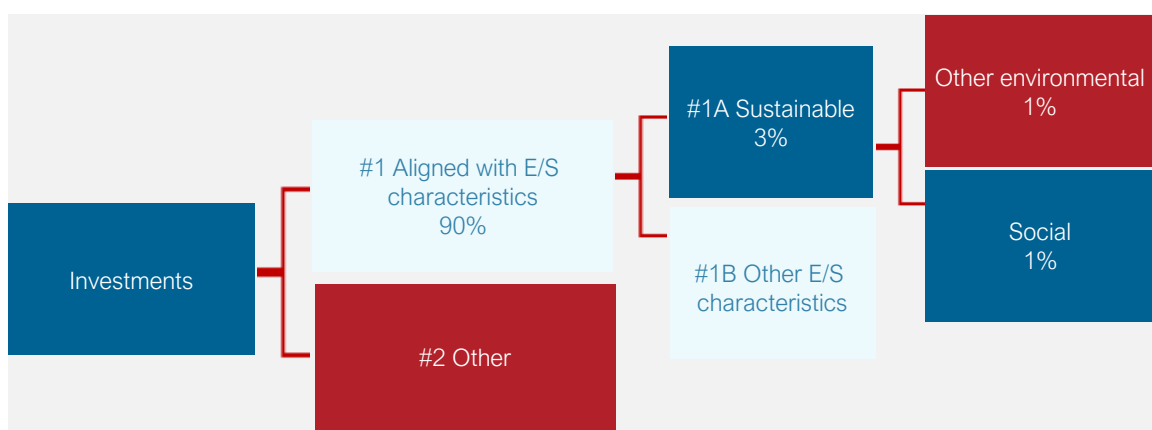 Investments
#1 Aligned with E/S
characteristics
90%
#2 Other
#1A Sustainable
3%
#1B Other E/S
characteristics
Other environmental
1%
Social
1%